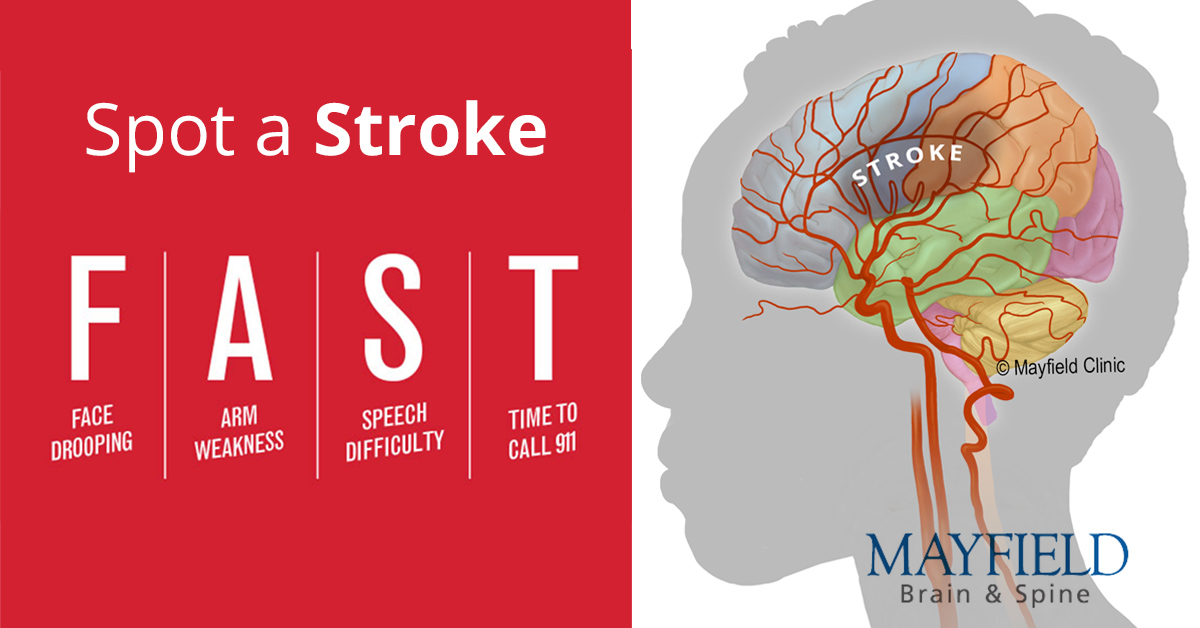 Spot a Stroke
F A S T
FACE DROOPING
ARM WEAKNESS
SPEECH DIFFICULTY
TIME TO CALL 911
STROKE
© Mayfield Clinic
MAYFIELD
Brain & Spine